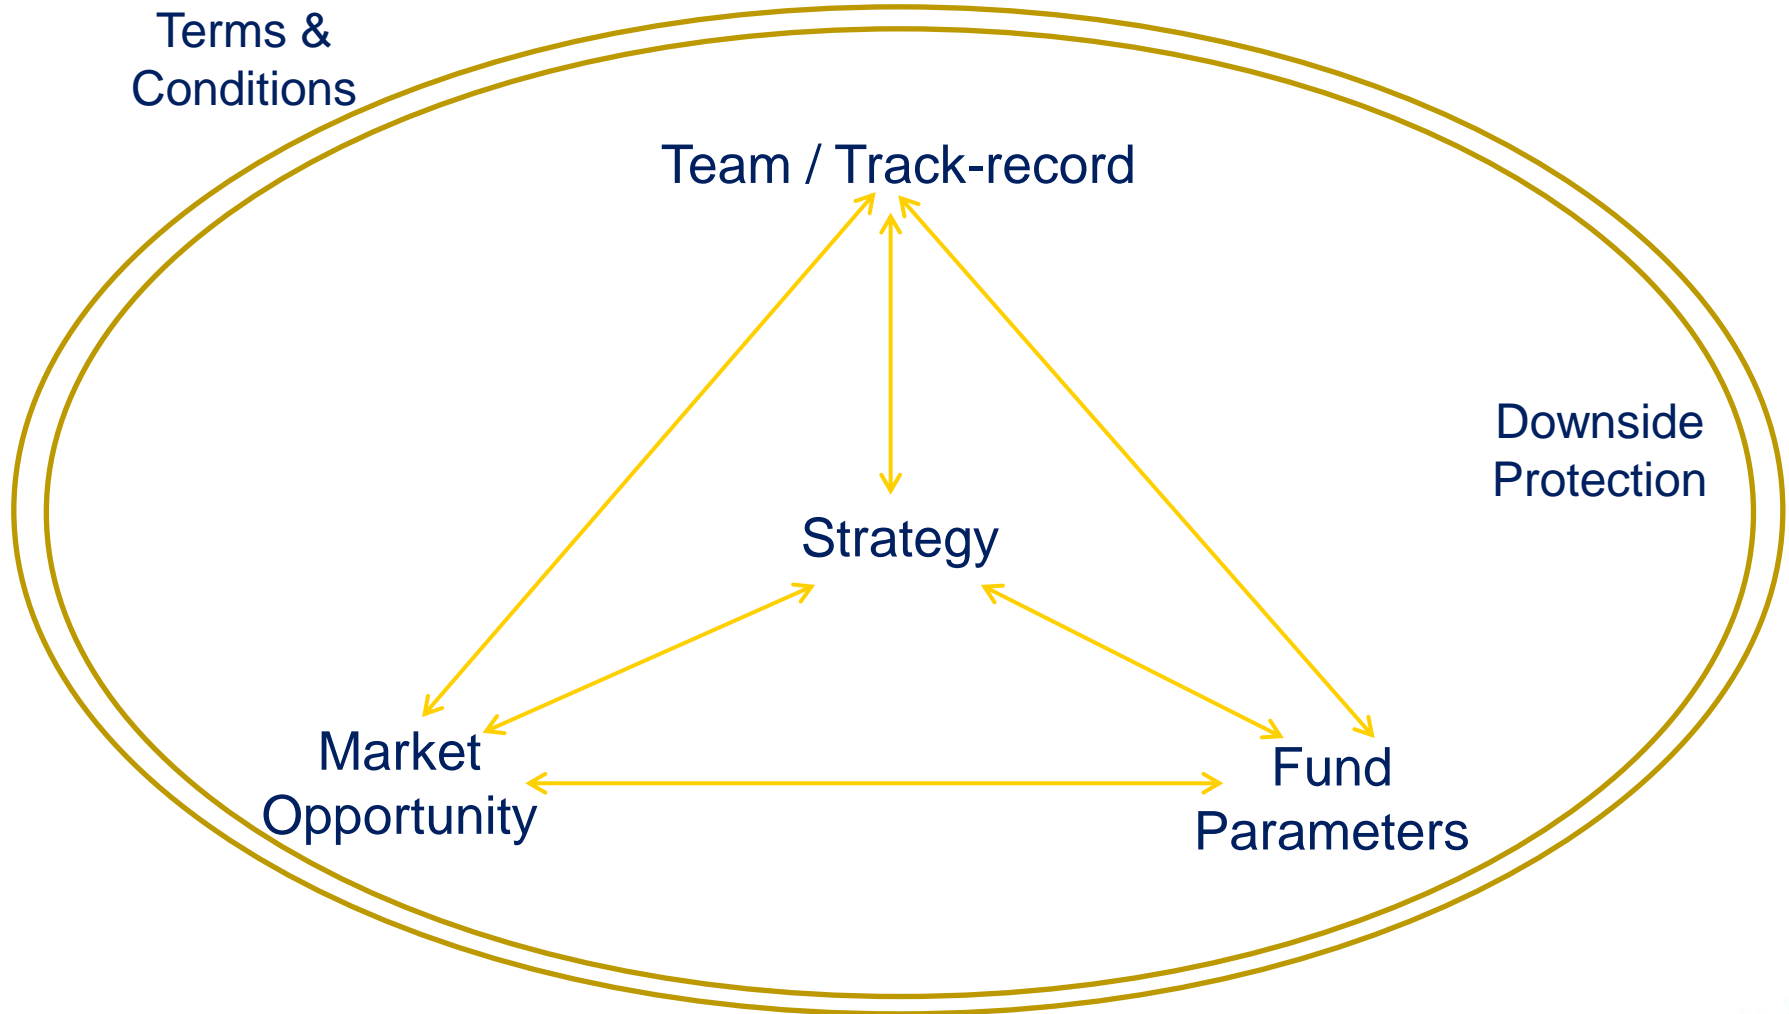 Terms &
Conditions
Team / Track-record
Downside
Protection
Strategy
Market
Opportunity
Fund
Parameters